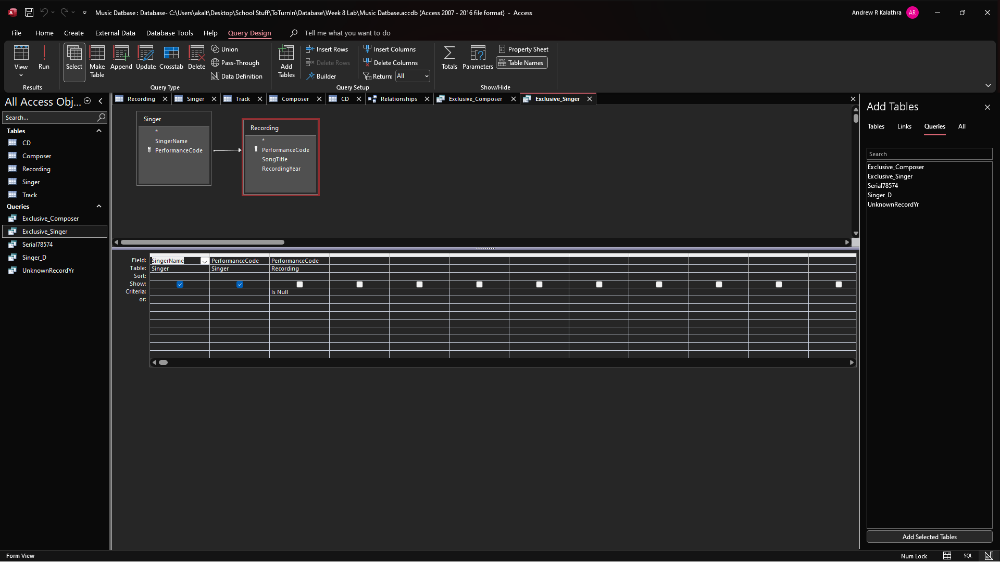 Music Datbase : Database- C:\Users\akalt\Desktop\School Stuff\ToTurnIn\Database\Week 8 Lab\Music Datbase.accdb (Access 2007 - 2016 file format)  -  Access
Andrew R Kalathra AR
File Home Create External Data Database Tools Help Query Design Tell me what you want to do
View Run Select Make Table Append Update Crosstab Delete
Union
Pass-Through
Data Definition
Add Tables
Insert Rows
Delete Rows
Builder
Insert Columns
Delete Columns
Return: All
Totals Parameters
Property Sheet
Table Names
Results Query Type Query Setup Show/Hide
All Access Obj...
Search...
Tables
CD
Composer
Recording
Singer
Track
Queries
Exclusive_Composer
Exclusive_Singer
Serial78574
Singer_D
UnknownRecordYr
Recording Singer Track Composer CD Relationships Exclusive_Composer Exclusive_Singer
Singer
*
SingerName
PerformanceCode
Recording
*
PerformanceCode
SongTitle
RecordingYear
Field: SingerName PerformanceCode PerformanceCode
Table: Singer Singer Recording
Sort:
Show:
Criteria: Is Null
or:
Add Tables
Tables Links Queries All
Search
Exclusive_Composer
Exclusive_Singer
Serial78574
Singer_D
UnknownRecordYr
Add Selected Tables
Form View
Num Lock SQL